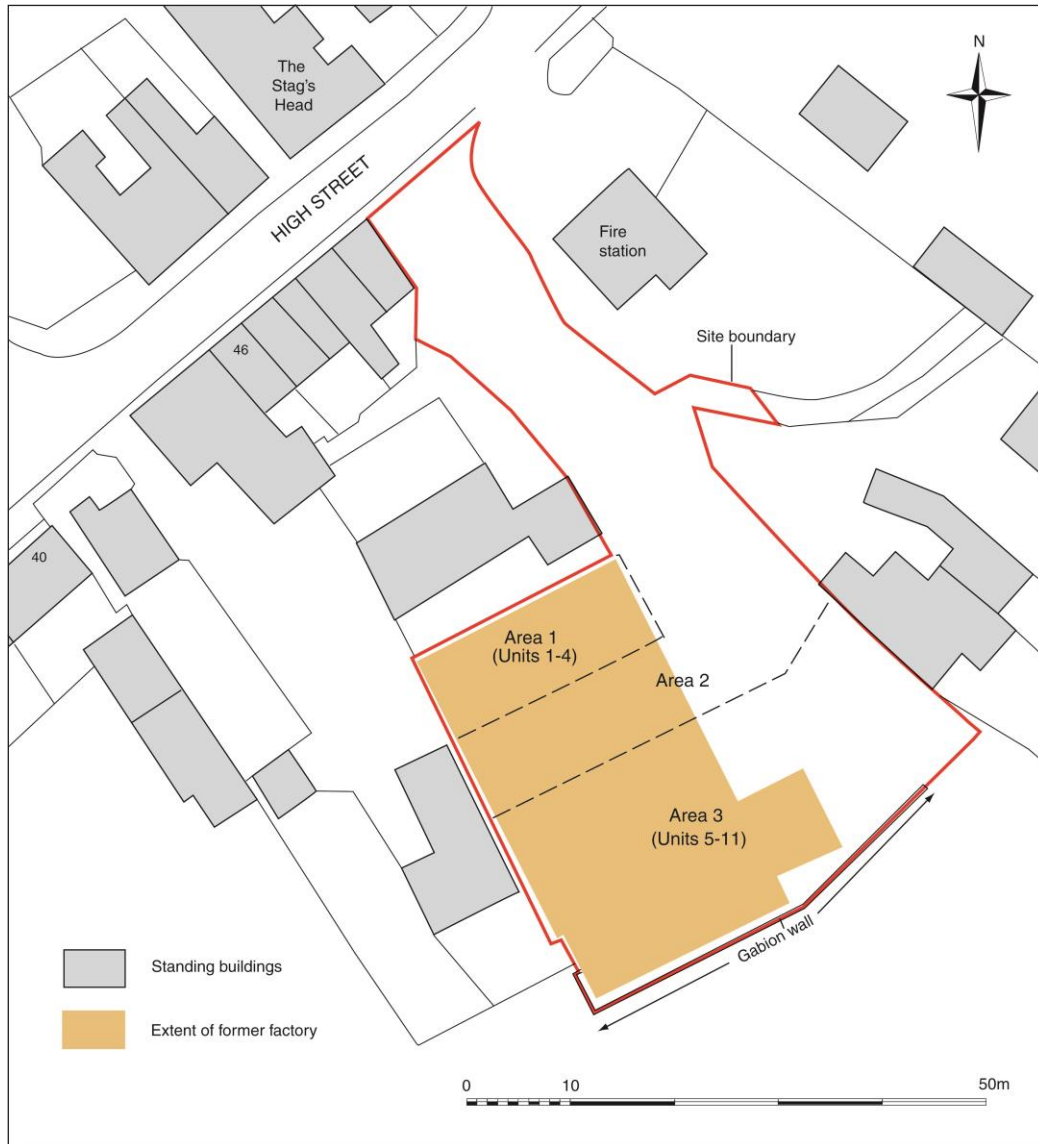 The
Stag's
Head
N
HIGH STREET
Fire
station
Site boundary
46
40
Area 1
(Units 1-4)
Area 2
Area 3
(Units 5-11)
Gabion wall
Standing buildings
Extent of former factory
0 10 50m